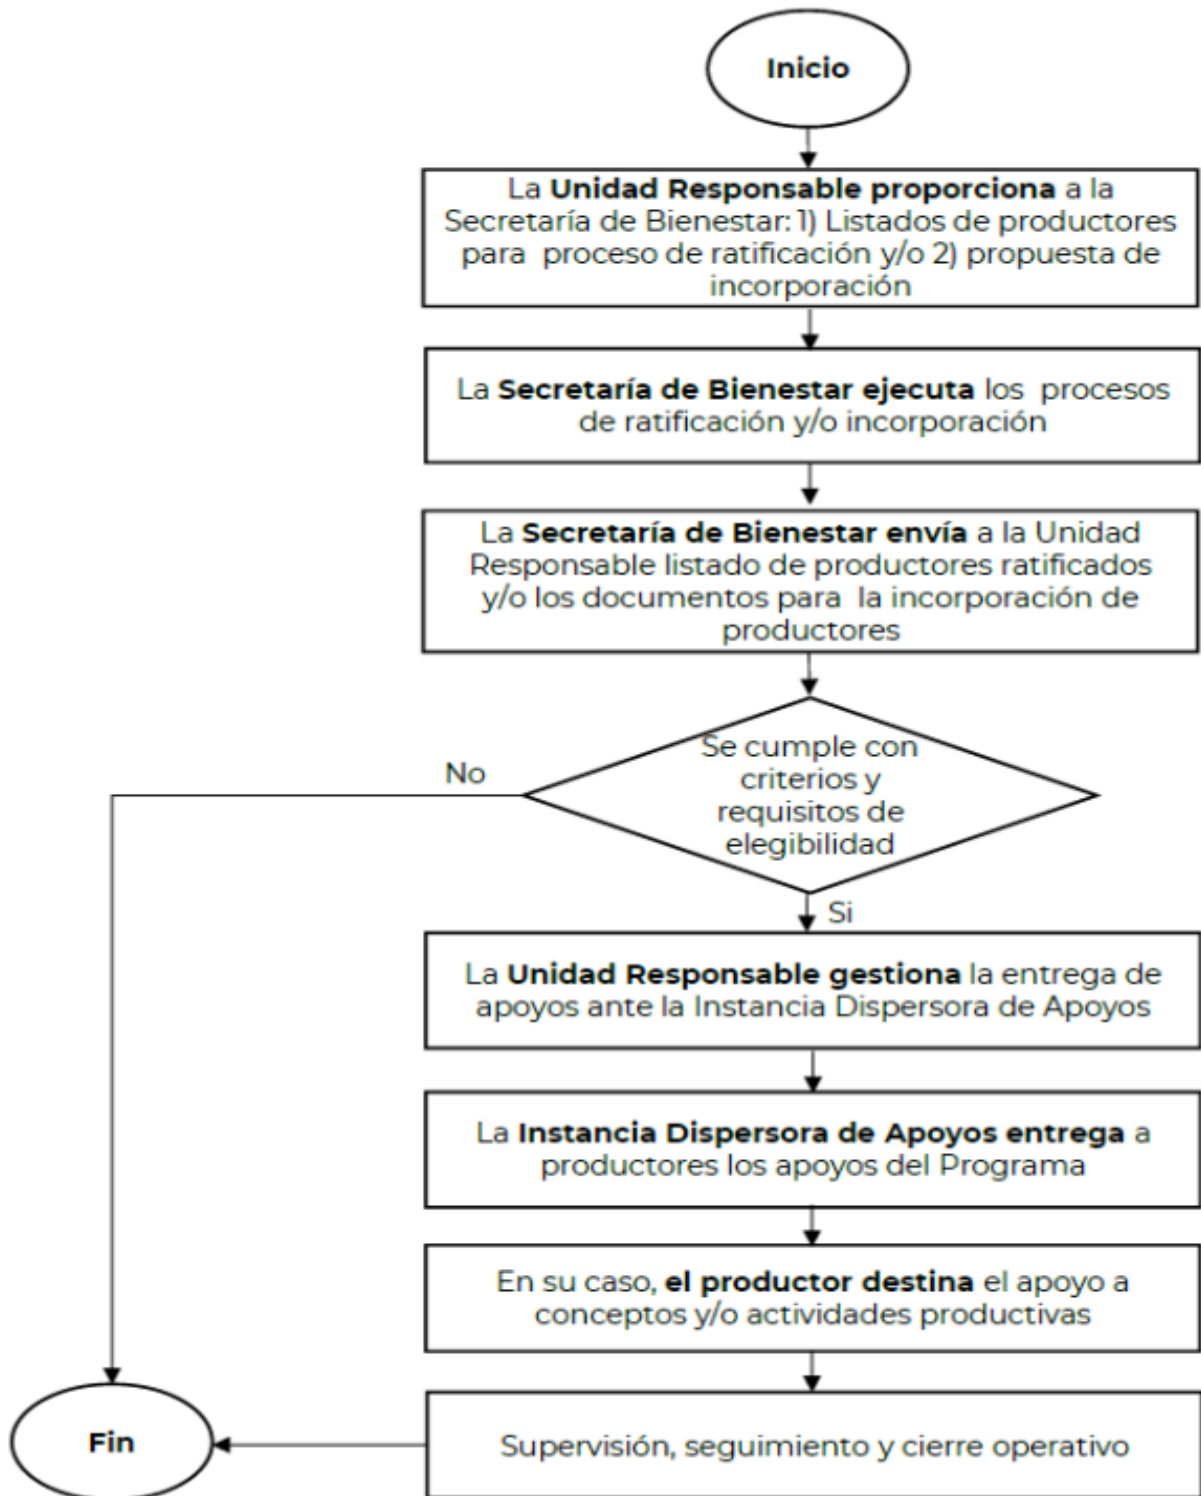 Inicio
La Unidad Responsable proporciona a la
Secretaría de Bienestar: 1) Listados de productores
para proceso de ratificación y/o 2) propuesta de
incorporación
La Secretaría de Bienestar ejecuta los procesos
de ratificación y/o incorporación
La Secretaría de Bienestar envía a la Unidad
Responsable listado de productores ratificados
y/o los documentos para la incorporación de
productores
Se cumple con
criterios y
requisitos de
elegibilidad
No
Si
La Unidad Responsable gestiona la entrega de
apoyos ante la Instancia Dispersora de Apoyos
La Instancia Dispersora de Apoyos entrega a
productores los apoyos del Programa
En su caso, el productor destina el apoyo a
conceptos y/o actividades productivas
Supervisión, seguimiento y cierre operativo
Fin